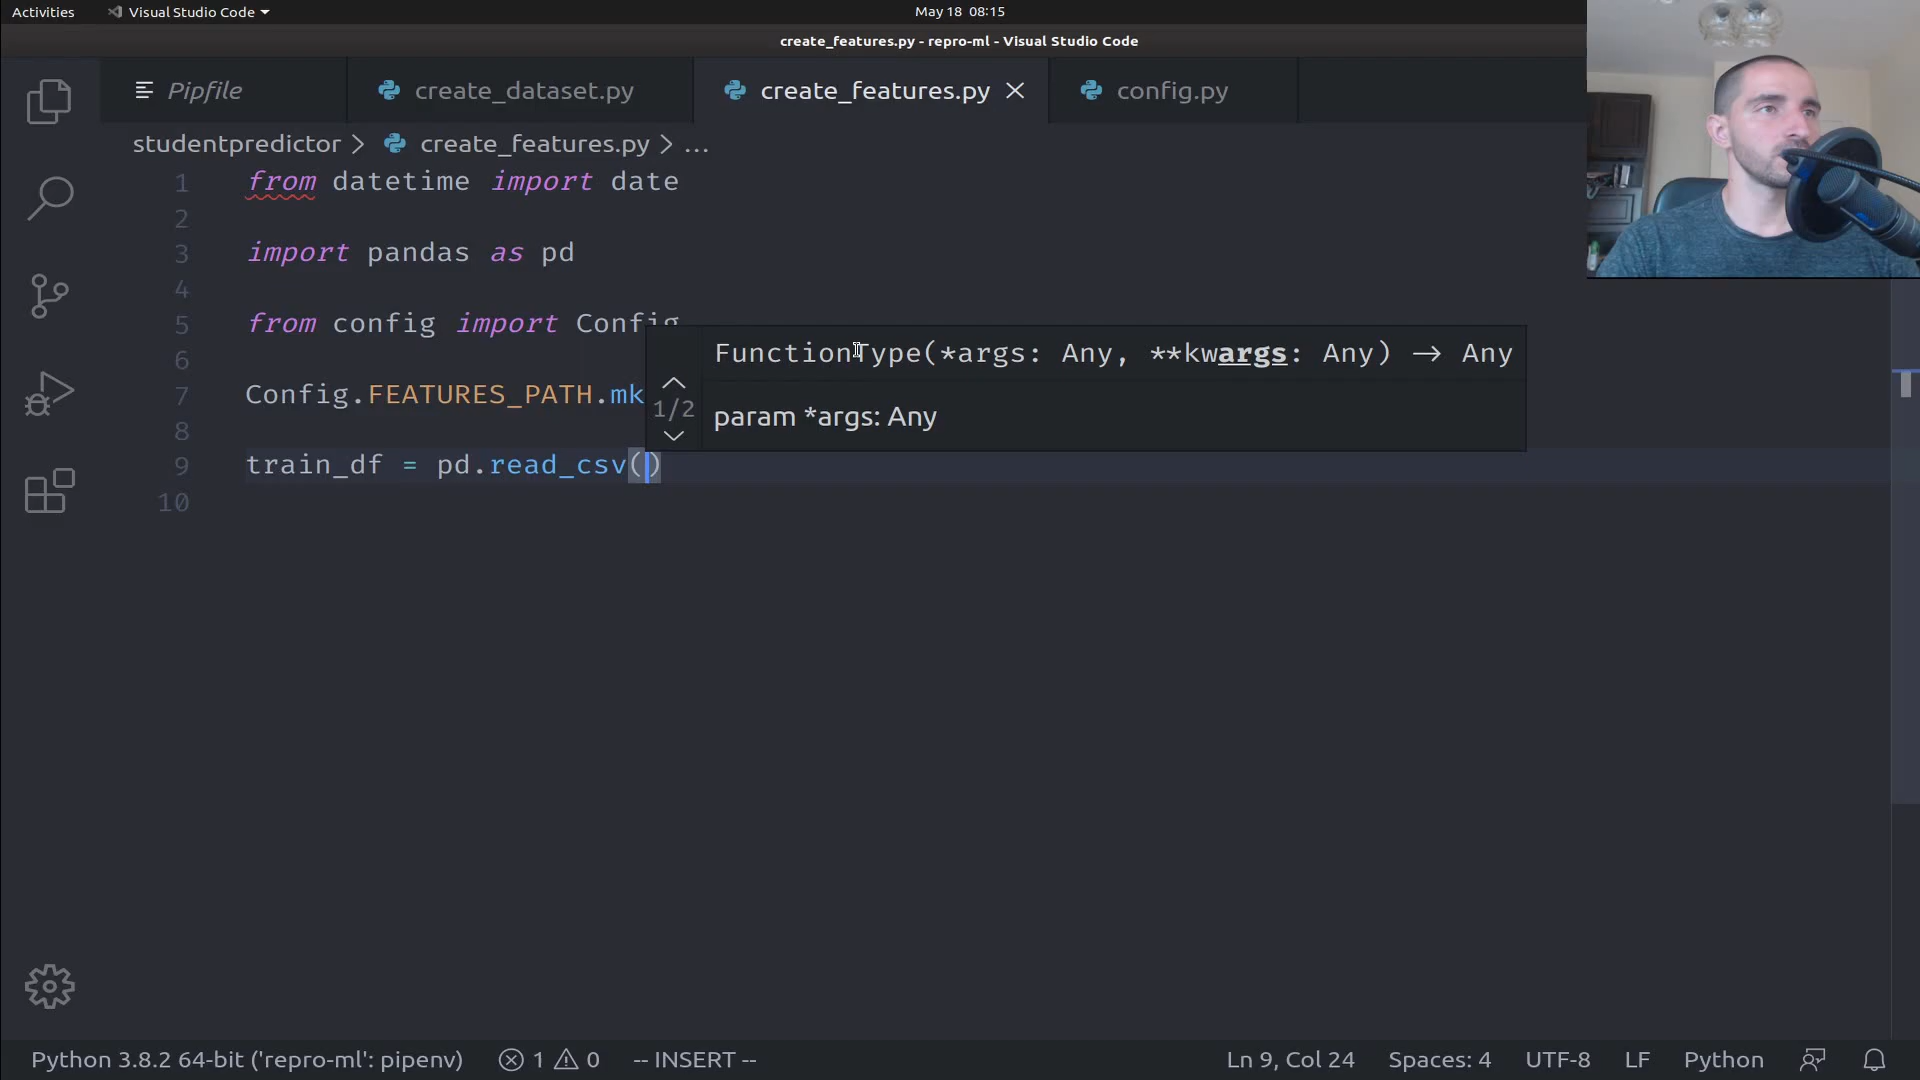 Activities
Visual Studio Code
May 18 08:15
create_features.py - repro-ml - Visual Studio Code
Pipfile
create_dataset.py
create_features.py
config.py
studentpredictor > create_features.py > ...
1 from datetime import date
2
3 import pandas as pd
4
5 from config import Config
6
7 Config.FEATURES_PATH.mk
8
9 train_df = pd.read_csv()
10
FunctionType(*args: Any, **kwargs: Any) → Any
1/2
param *args: Any
Python 3.8.2 64-bit ('repro-ml': pipenv)
1
0
-- INSERT --
Ln 9, Col 24
Spaces: 4
UTF-8
LF
Python